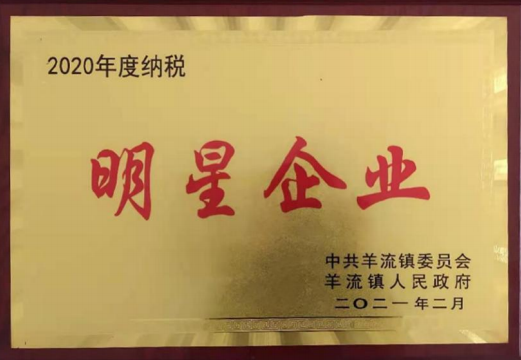 2020年度纳税
明星企业
中共羊流镇委员会
羊流镇人民政府
二〇二一年二月